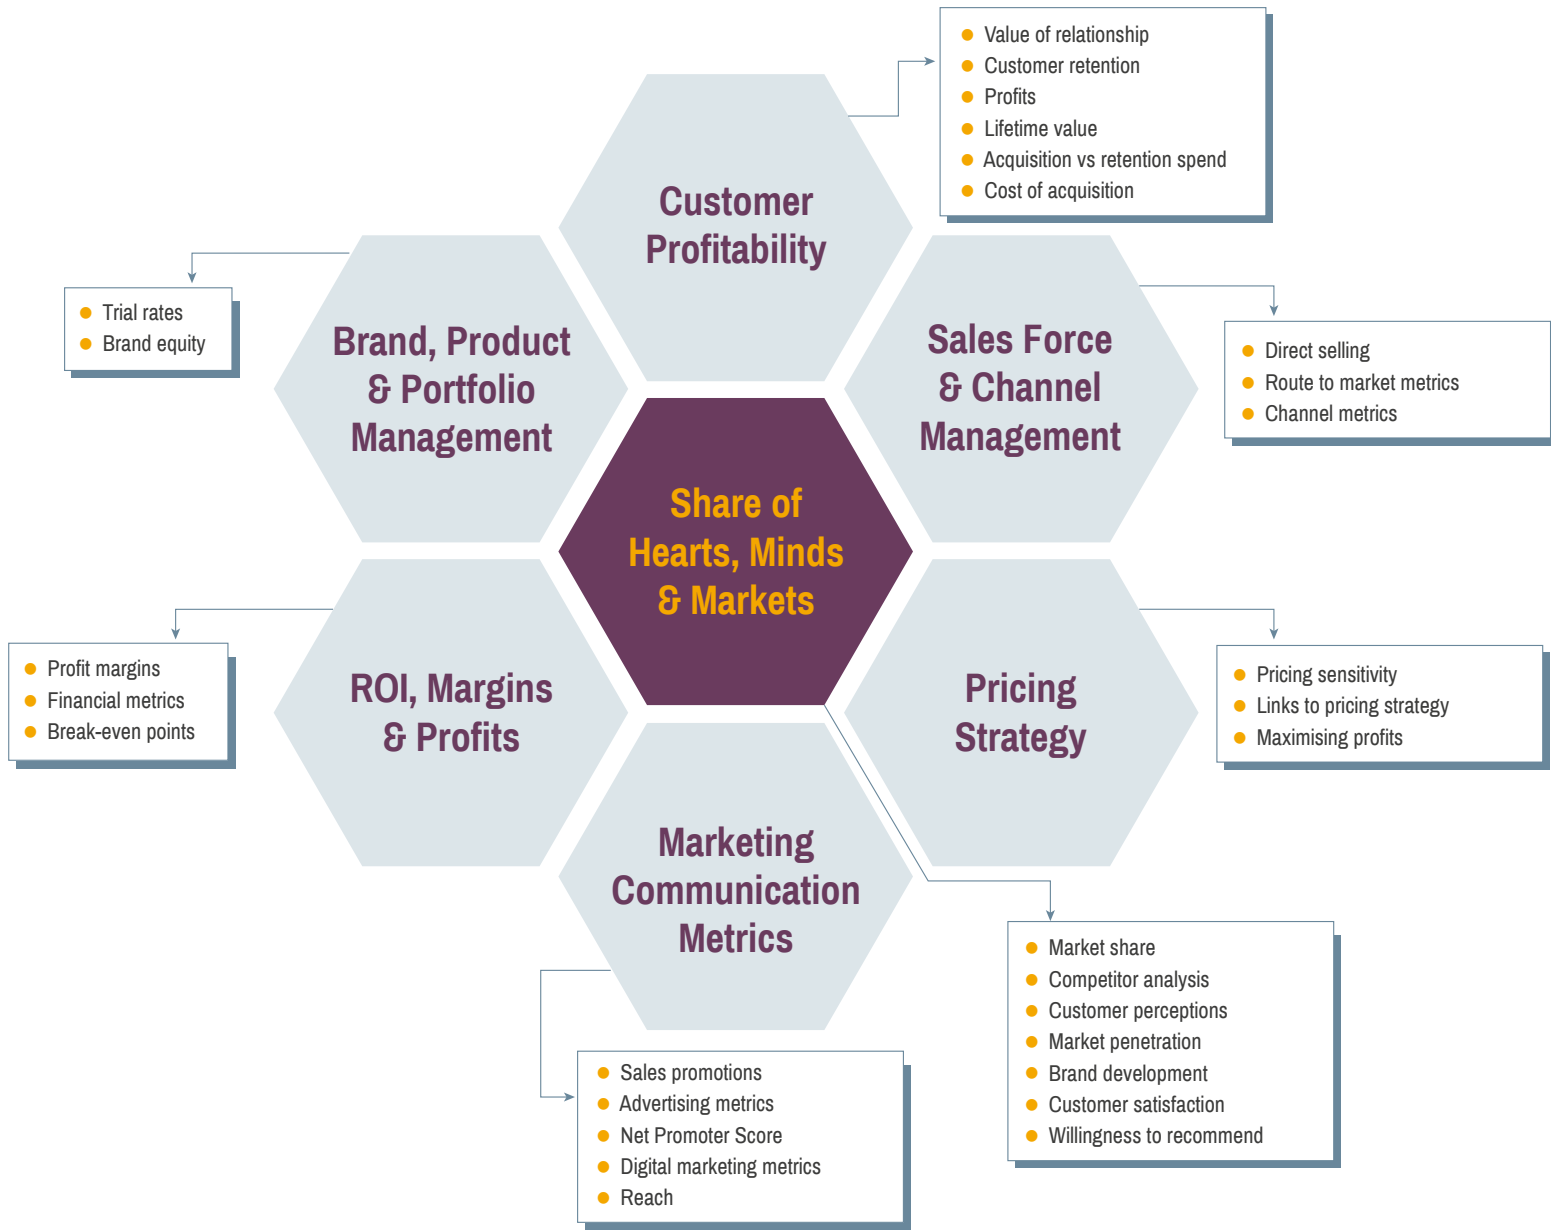 Value of relationship
Customer retention
Profits
Lifetime value
Acquisition vs retention spend
Cost of acquisition
Customer
Profitability
Trial rates
Brand equity
Brand, Product
& Portfolio
Management
Sales Force
& Channel
Management
Direct selling
Route to market metrics
Channel metrics
Share of
Hearts, Minds
& Markets
Profit margins
Financial metrics
Break-even points
ROI, Margins
& Profits
Pricing
Strategy
Pricing sensitivity
Links to pricing strategy
Maximising profits
Marketing
Communication
Metrics
Market share
Competitor analysis
Customer perceptions
Market penetration
Brand development
Customer satisfaction
Willingness to recommend
Sales promotions
Advertising metrics
Net Promoter Score
Digital marketing metrics
Reach